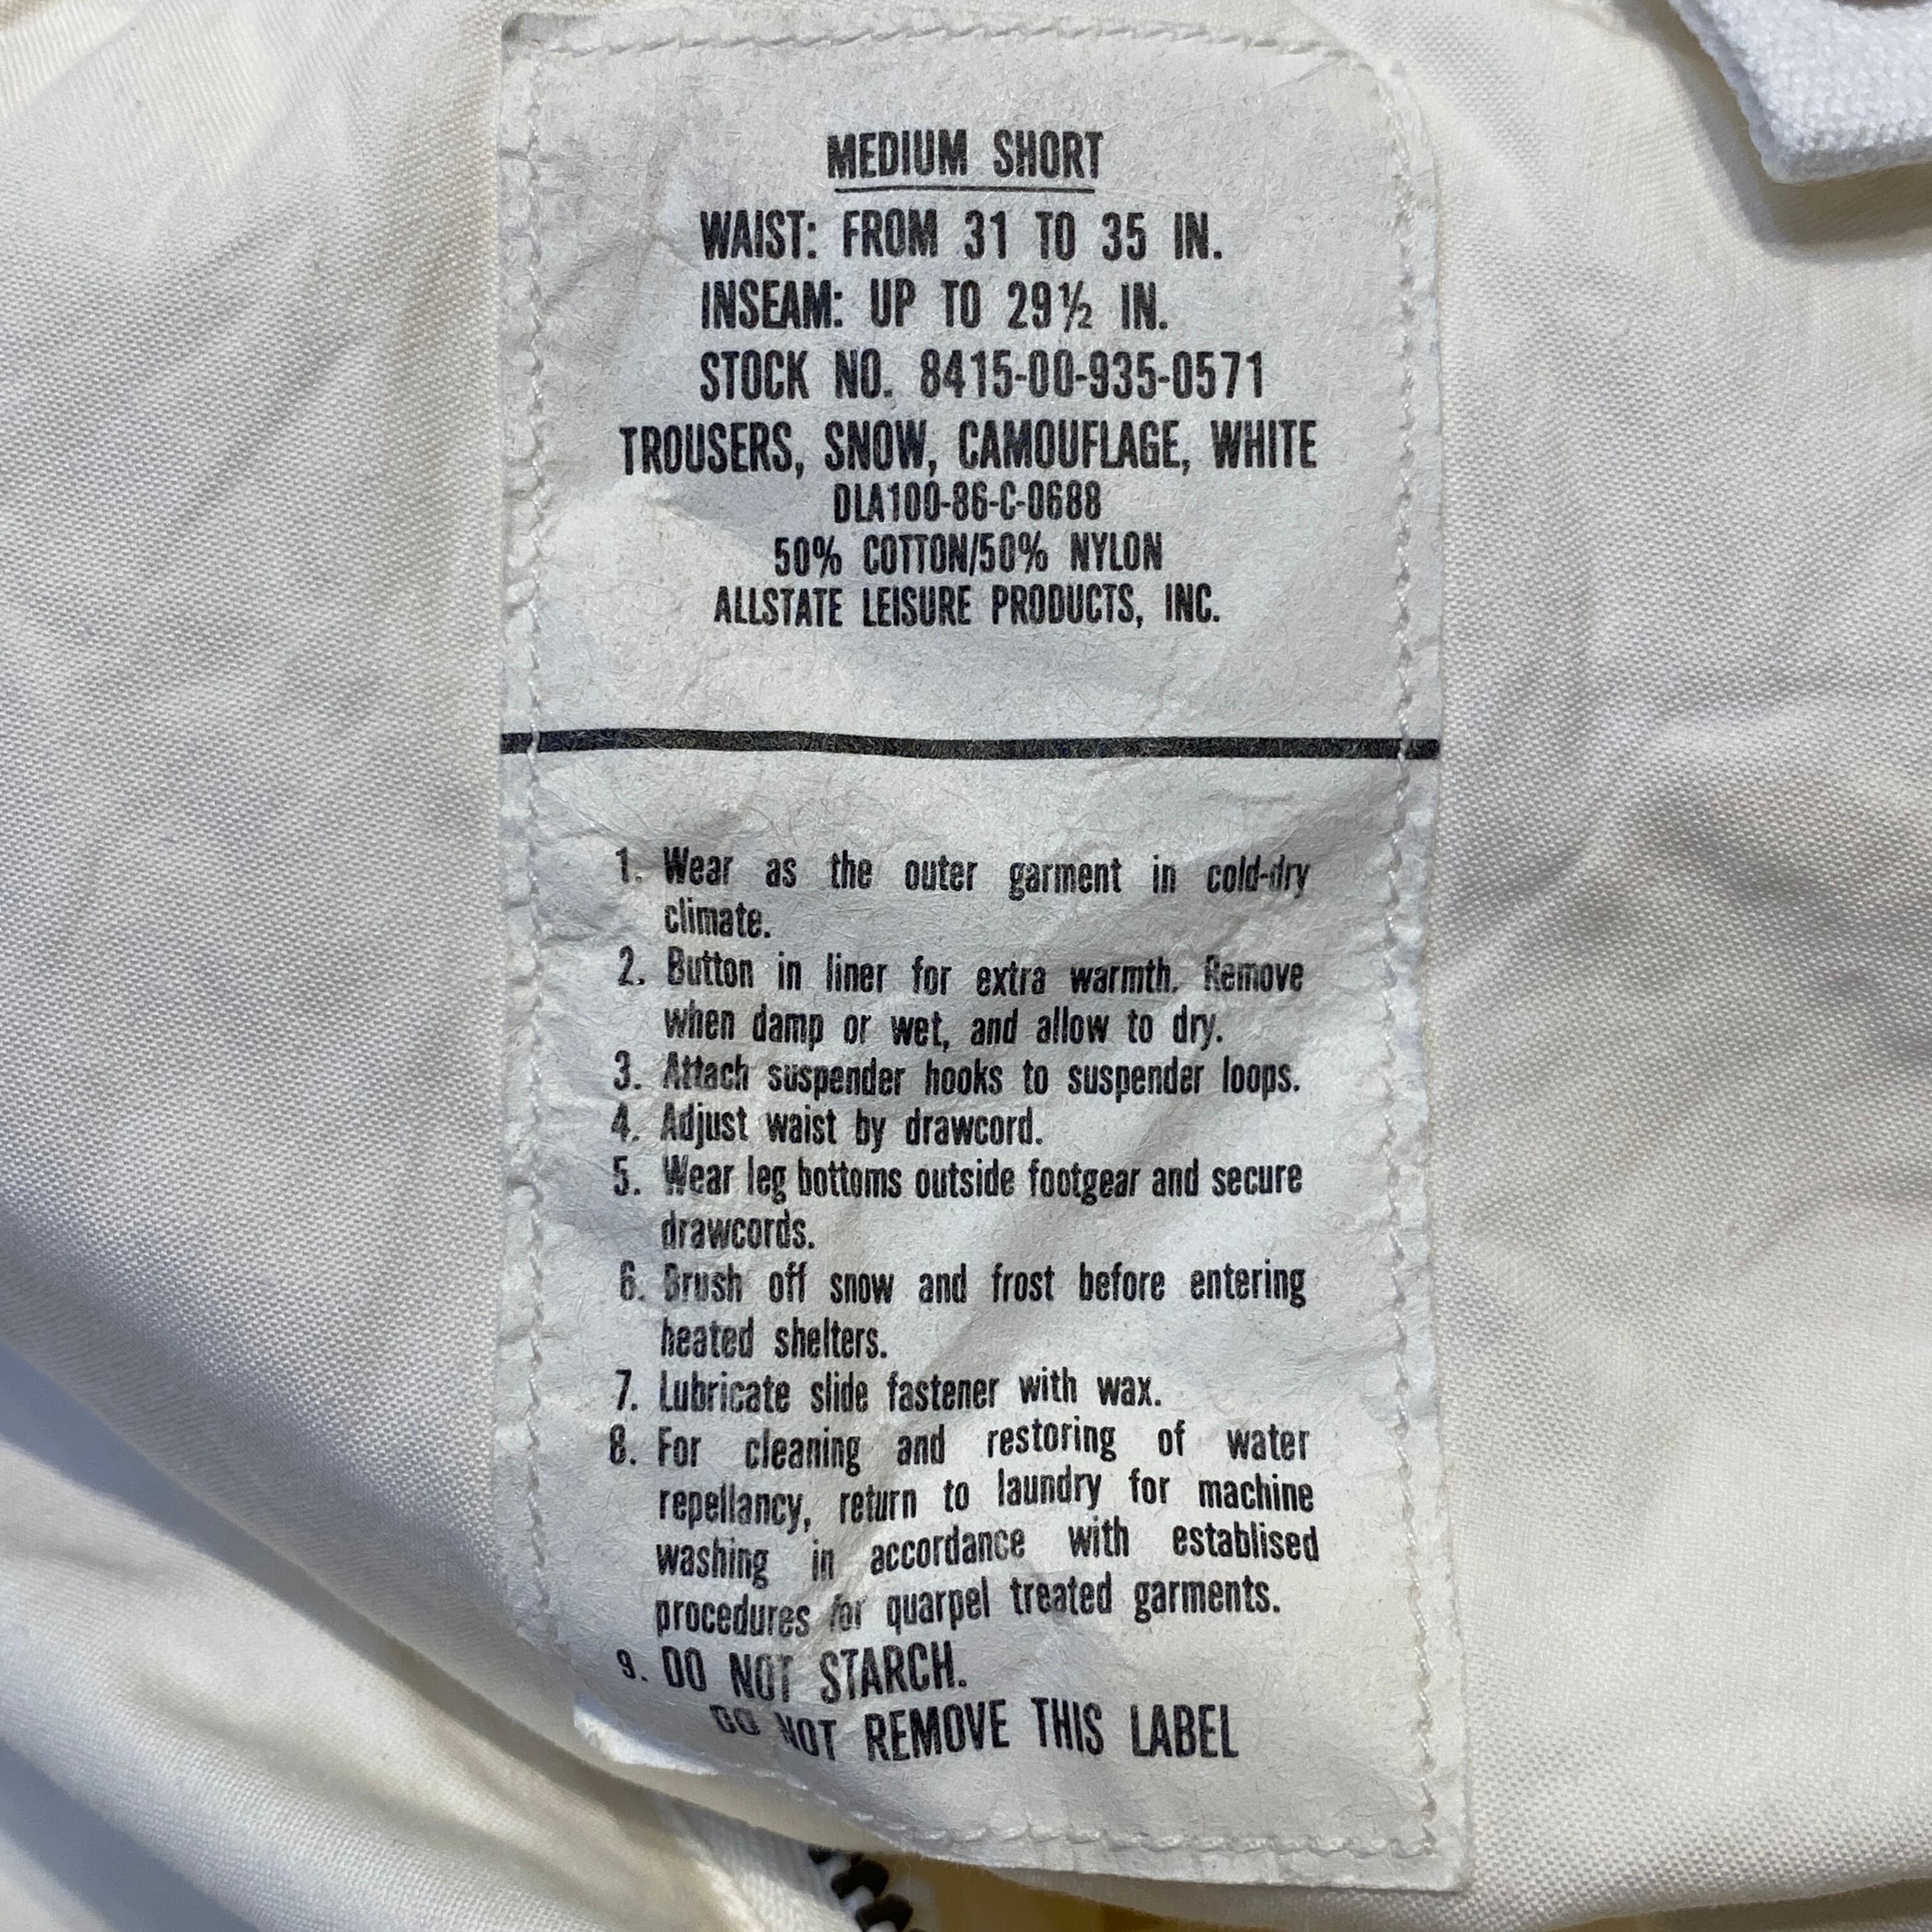 MEDIUM SHORT
WAIST: FROM 31 TO 35 IN.
INSEAM: UP TO 29½ IN.
STOCK NO. 8415-00-935-0571
TROUSERS, SNOW, CAMOUFLAGE, WHITE
DLA100-86-C-0688
50% COTTON/50% NYLON
ALLSTATE LEISURE PRODUCTS, INC.
1. Wear as the outer garment in cold-dry
climate.
2. Button in liner for extra warmth. Remove
when damp or wet, and allow to dry.
3. Attach suspender hooks to suspender loops.
4. Adjust waist by drawcord.
5. Wear leg bottoms outside footgear and secure
drawcords.
6. Brush off snow and frost before entering
heated shelters.
7. Lubricate slide fastener with wax.
8. For cleaning and restoring of water
repellancy, return to laundry for machine
washing in accordance with establised
procedures for quarpel treated garments.
9. DO NOT STARCH.
DO NOT REMOVE THIS LABEL